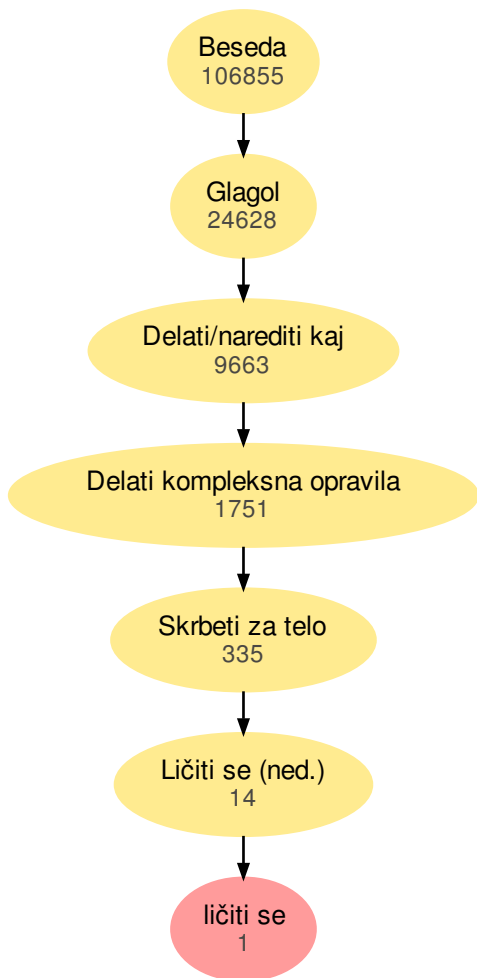 Beseda
106855
Glagol
24628
Delati/narediti kaj
9663
Delati kompleksna opravila
1751
Skrbeti za telo
335
Ličiti se (ned.)
14
ličiti se
1